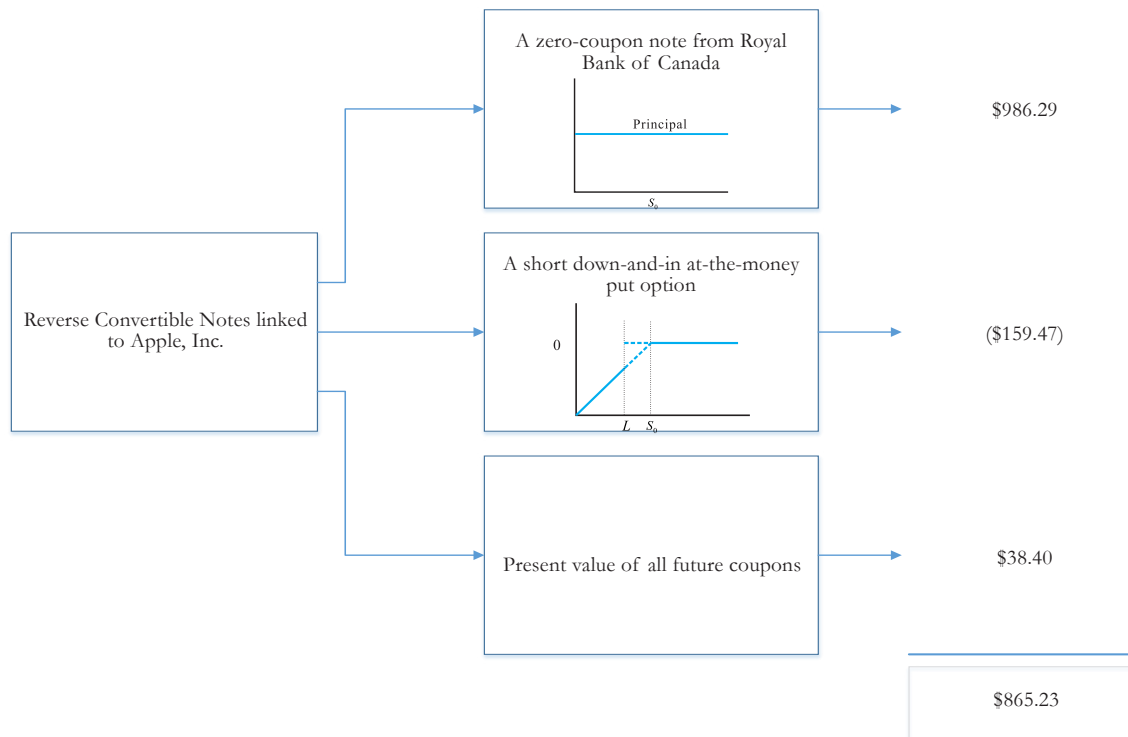 A zero-coupon note from Royal
Bank of Canada
Principal
S₀
$986.29
Reverse Convertible Notes linked
to Apple, Inc.
A short down-and-in at-the-money
put option
0
L S₀
($159.47)
Present value of all future coupons
$38.40
$865.23